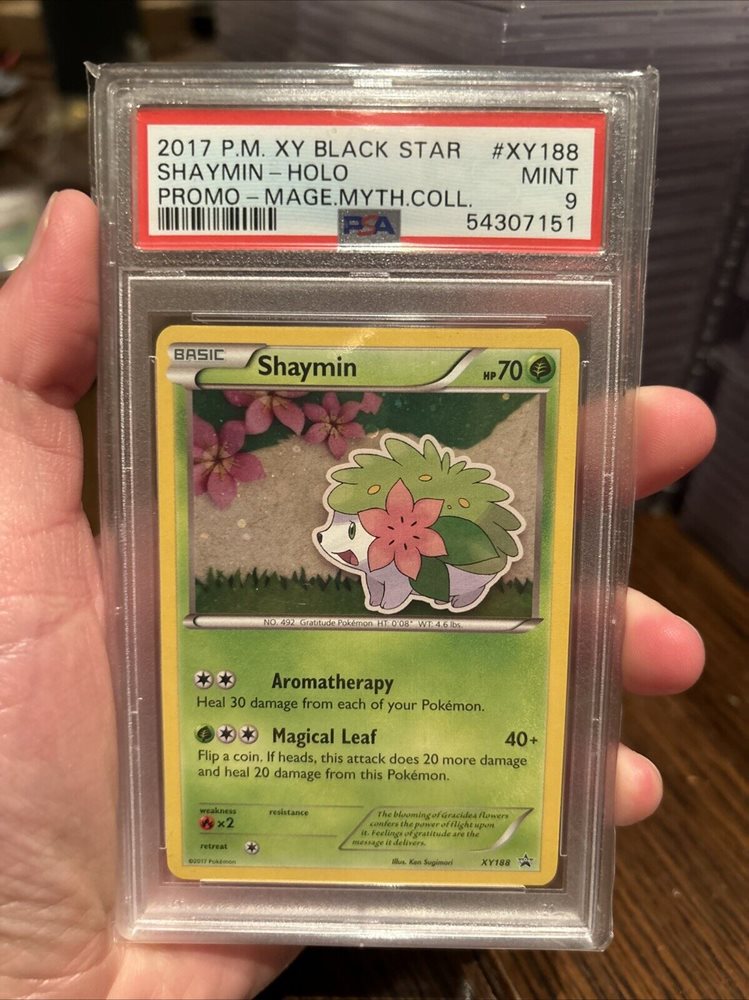 2017 P.M. XY BLACK STAR #XY188
SHAYMIN - HOLO MINT
PROMO - MAGE.MYTH.COLL. 9
PSA 54307151
BASIC Shaymin HP 70
NO. 492 Gratitude Pokémon HT: 0'08" WT: 4.6 lbs.
Aromatherapy
Heal 30 damage from each of your Pokémon.
Magical Leaf 40+
Flip a coin. If heads, this attack does 20 more damage
and heal 20 damage from this Pokémon.
weakness resistance
×2
retreat
The blooming of Gracidea flowers
confers the power of flight upon
it. Feelings of gratitude are the
message it delivers.
©2017 Pokémon Illus. Ken Sugimori XY188